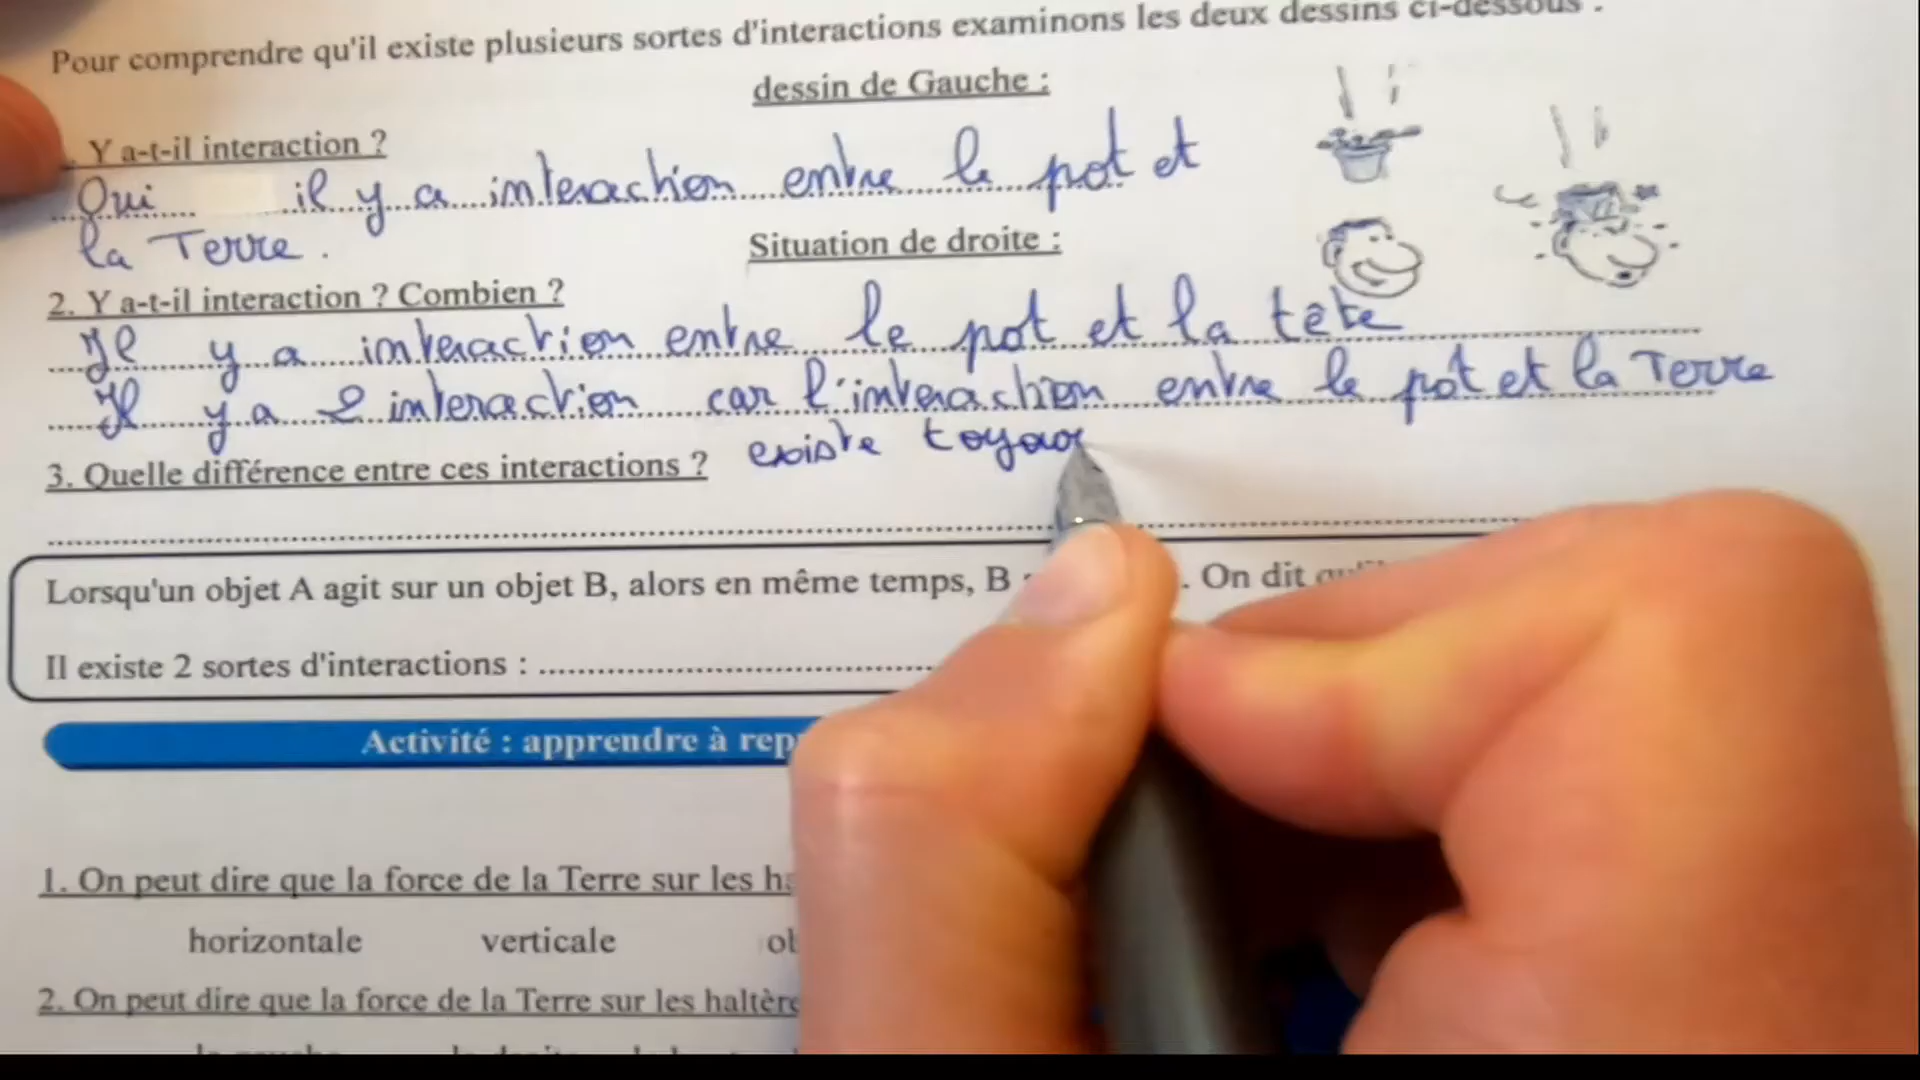 Pour comprendre qu'il existe plusieurs sortes d'interactions examinons les deux dessins ci-dessous :
dessin de Gauche :
. Y a-t-il interaction ?
Oui il y a interaction entre le pot et
la Terre.
Situation de droite :
2. Y a-t-il interaction ? Combien ?
Il y a interaction entre le pot et la tête
Il y a 2 interaction car l'interaction entre le pot et la Terre
existe
3. Quelle différence entre ces interactions ?
Lorsqu'un objet A agit sur un objet B, alors en même temps, B . On dit
Il existe 2 sortes d'interactions :
Activité : apprendre à rep
1. On peut dire que la force de la Terre sur les ha
horizontale verticale ob
2. On peut dire que la force de la Terre sur les haltère